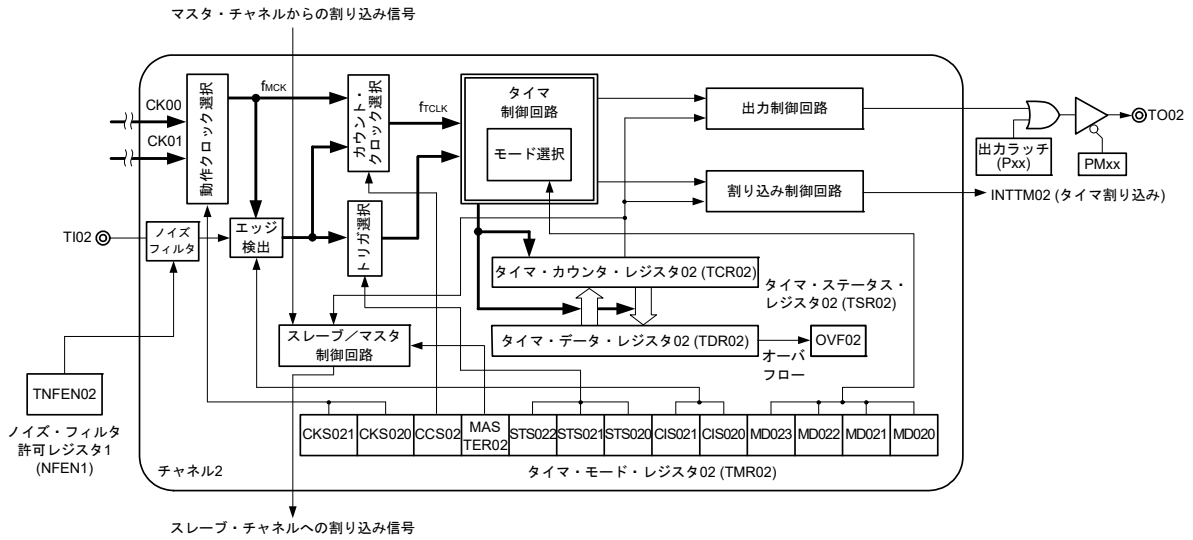 マスタ・チャネルからの割り込み信号
CK00
CK01
動作クロック選択
fMCK
カウント・
クロック選択
fTCLK
タイマ
制御回路
モード選択
出力制御回路
TO02
出力ラッチ
(Pxx)
PMxx
割り込み制御回路
INTTM02 (タイマ割り込み)
TI02
ノイズ
フィルタ
エッジ
検出
トリガ選択
タイマ・カウンタ・レジスタ02 (TCR02)
タイマ・ステータス・
レジスタ02 (TSR02)
スレーブ/マスタ
制御回路
タイマ・データ・レジスタ02 (TDR02)
オーバ
フロー
OVF02
TNFEN02
ノイズ・フィルタ
許可レジスタ1
(NFEN1)
CKS021
CKS020
CCS02
MAS
TER02
STS022
STS021
STS020
CIS021
CIS020
MD023
MD022
MD021
MD020
チャネル2
タイマ・モード・レジスタ02 (TMR02)
スレーブ・チャネルへの割り込み信号